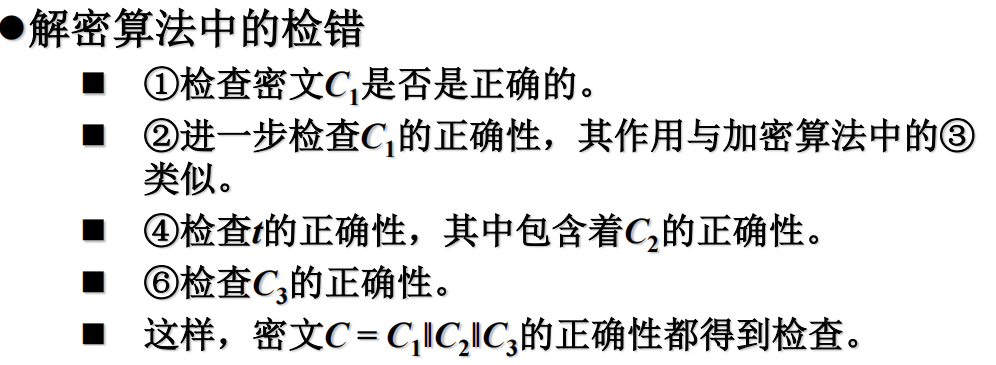 ●解密算法中的检错
■ ①检查密文C₁是否是正确的。
■ ②进一步检查C₁的正确性，其作用与加密算法中的③
类似。
■ ④检查t的正确性，其中包含着C₂的正确性。
■ ⑥检查C₃的正确性。
■ 这样，密文C = C₁‖C₂‖C₃的正确性都得到检查。